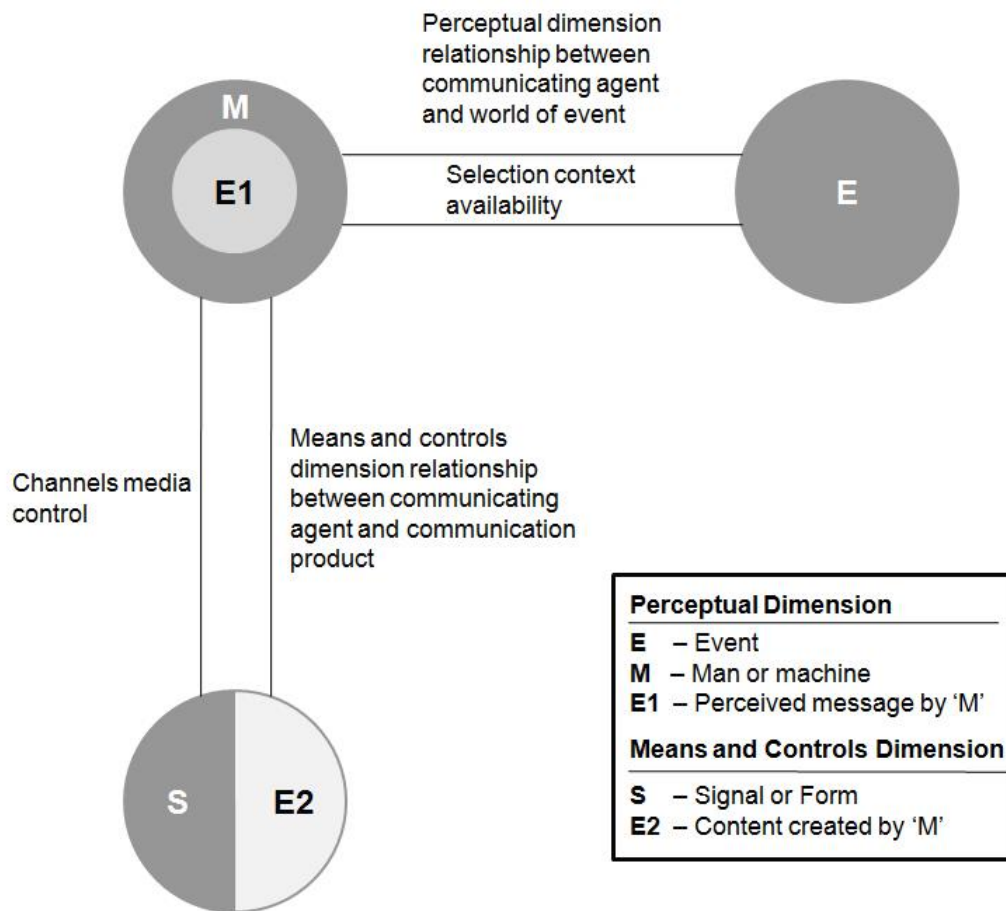 Perceptual dimension
relationship between
communicating agent
and world of event
M
E1
Selection context
availability
E
Channels media
control
Means and controls
dimension relationship
between communicating
agent and communication
product
S
E2
Perceptual Dimension
E – Event
M – Man or machine
E1 – Perceived message by ‘M’
Means and Controls Dimension
S – Signal or Form
E2 – Content created by ‘M’